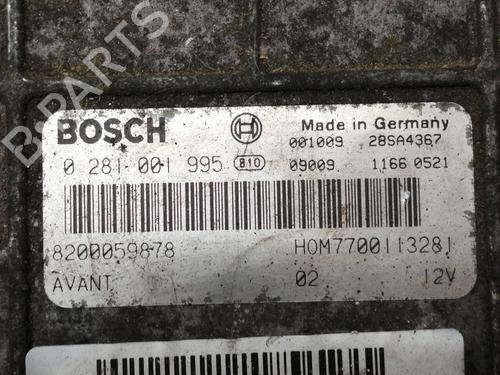 B-PARTS
BOSCH Made in Germany
001009 28SA4367
0 281 001 995 810 09009 1166 0521
8200059878 HOM7700113281
AVANT 02 12V